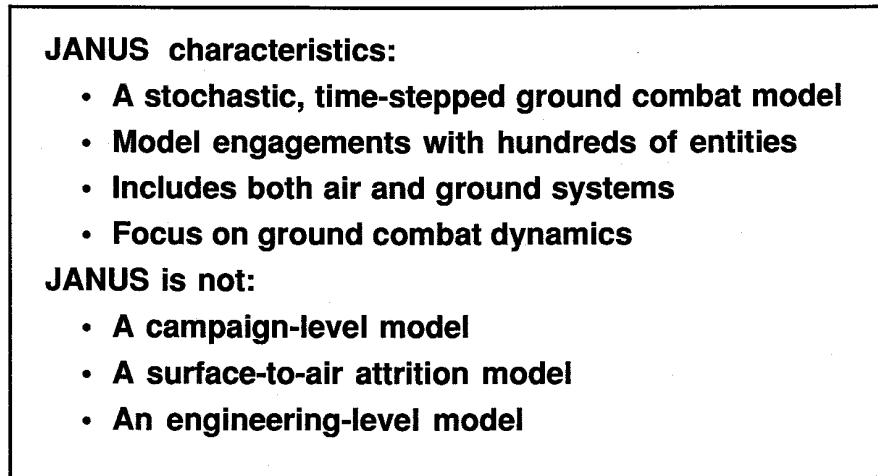 JANUS characteristics:
• A stochastic, time-stepped ground combat model
• Model engagements with hundreds of entities
• Includes both air and ground systems
• Focus on ground combat dynamics
JANUS is not:
• A campaign-level model
• A surface-to-air attrition model
• An engineering-level model